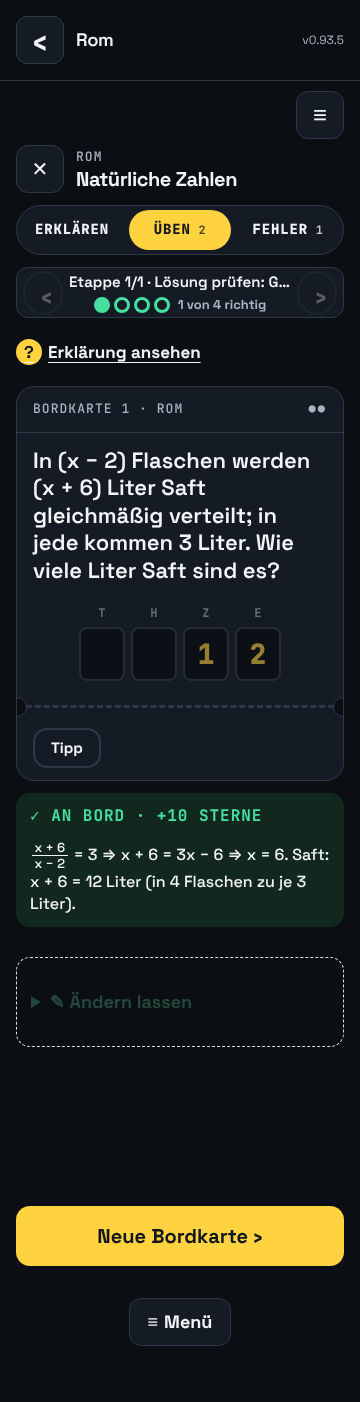 < Rom v0.93.5
≡
✕ ROM
Natürliche Zahlen
ERKLÄREN ÜBEN 2 FEHLER 1
< Etappe 1/1 · Lösung prüfen: G… >
1 von 4 richtig
? Erklärung ansehen
BORDKARTE 1 · ROM ●●
In (x − 2) Flaschen werden
(x + 6) Liter Saft
gleichmäßig verteilt; in
jede kommen 3 Liter. Wie
viele Liter Saft sind es?
T H Z E
1 2
Tipp
✓ AN BORD · +10 STERNE
x + 6
x − 2
= 3 ⇒ x + 6 = 3x − 6 ⇒ x = 6. Saft:
x + 6 = 12 Liter (in 4 Flaschen zu je 3
Liter).
▶ ✎ Ändern lassen
Neue Bordkarte ›
≡ Menü